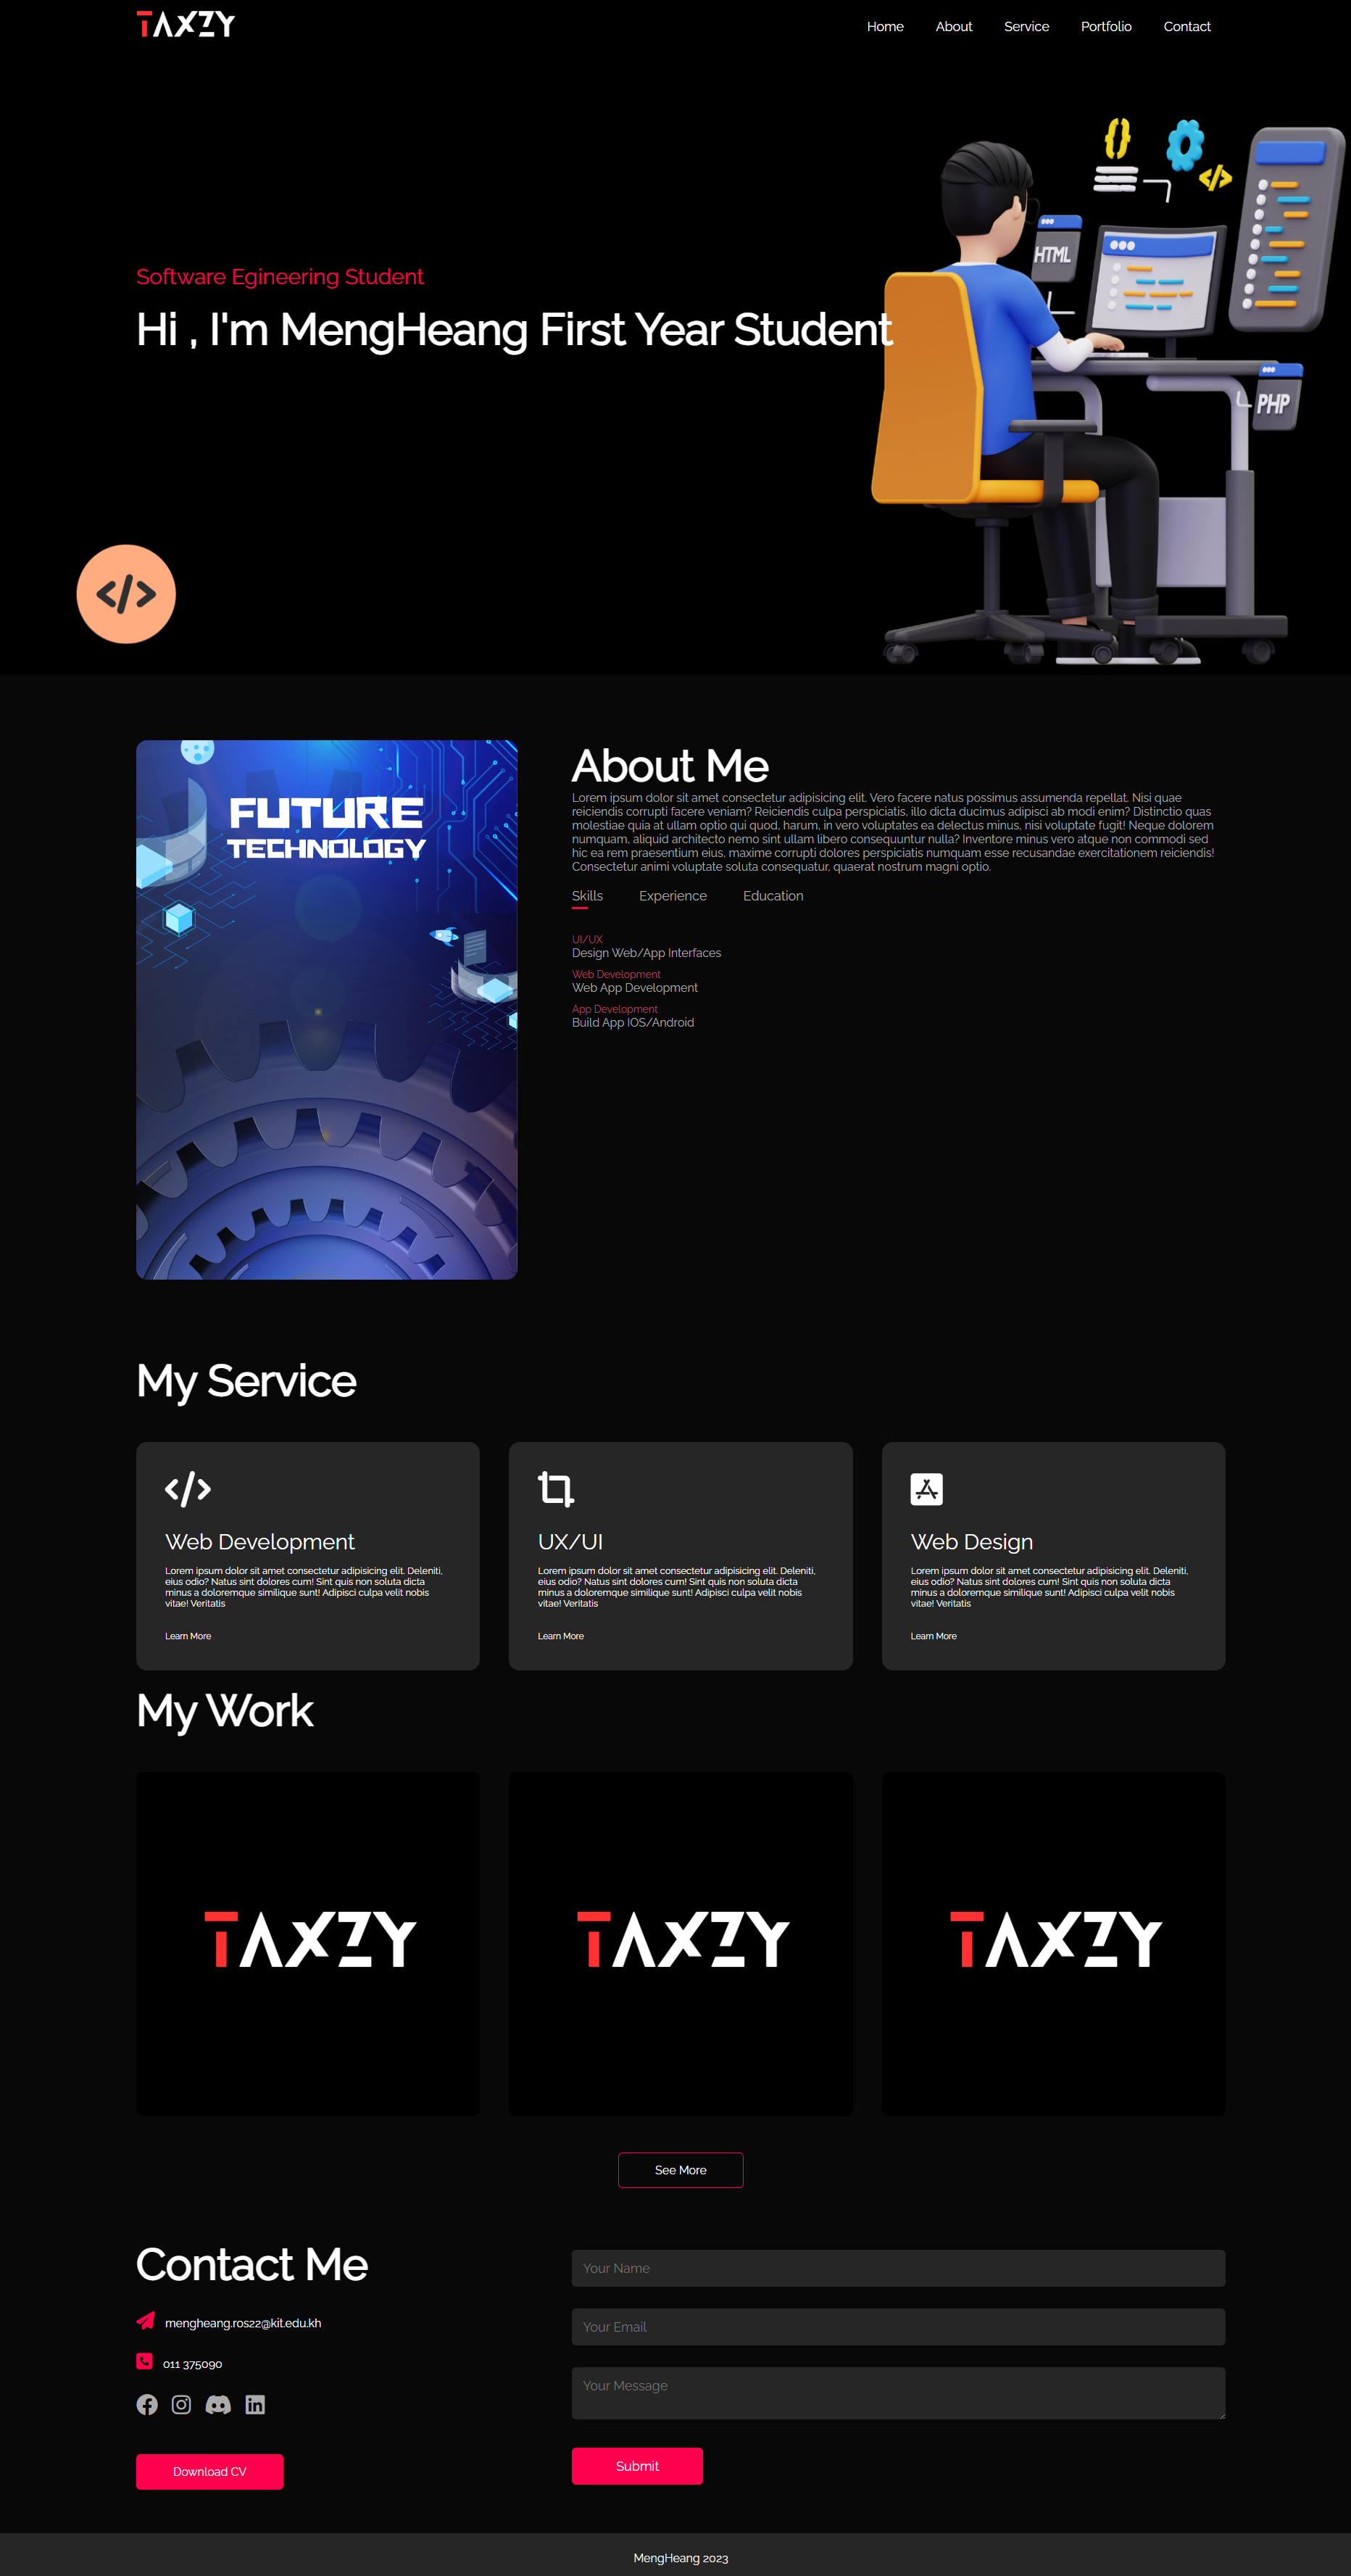 TAXZY
Home About Service Portfolio Contact
HTML
Software Egineering Student
Hi , I'm MengHeang First Year Student
PHP
</>
FUTURE
TECHNOLOGY
About Me
Lorem ipsum dolor sit amet consectetur adipisicing elit. Vero facere natus possimus assumenda repellat. Nisi quae
reiciendis corrupti facere veniam? Reiciendis culpa perspiciatis, illo dicta ducimus adipisci ab modi enim? Distinctio quas
molestiae quia at ullam optio qui quod, harum, in vero voluptates ea delectus minus, nisi voluptate fugit! Neque dolorem
numquam, aliquid architecto nemo sint ullam libero consequuntur nulla? Inventore minus vero atque non commodi sed
hic ea rem praesentium eius, maxime corrupti dolores perspiciatis numquam esse recusandae exercitationem reiciendis!
Consectetur animi voluptate soluta consequatur, quaerat nostrum magni optio.
Skills Experience Education
UI/UX
Design Web/App Interfaces
Web Development
Web App Development
App Development
Build App IOS/Android
My Service
Web Development
Lorem ipsum dolor sit amet consectetur adipisicing elit. Deleniti,
eius odio? Natus sint dolores cum! Sint quis non soluta dicta
minus a doloremque similique sunt! Adipisci culpa velit nobis
vitae! Veritatis
Learn More
UX/UI
Lorem ipsum dolor sit amet consectetur adipisicing elit. Deleniti,
eius odio? Natus sint dolores cum! Sint quis non soluta dicta
minus a doloremque similique sunt! Adipisci culpa velit nobis
vitae! Veritatis
Learn More
Web Design
Lorem ipsum dolor sit amet consectetur adipisicing elit. Deleniti,
eius odio? Natus sint dolores cum! Sint quis non soluta dicta
minus a doloremque similique sunt! Adipisci culpa velit nobis
vitae! Veritatis
Learn More
My Work
TAXZY
TAXZY
TAXZY
See More
Contact Me
mengheang.ros22@kit.edu.kh
011 375090
Download CV
Your Name
Your Email
Your Message
Submit
MengHeang 2023